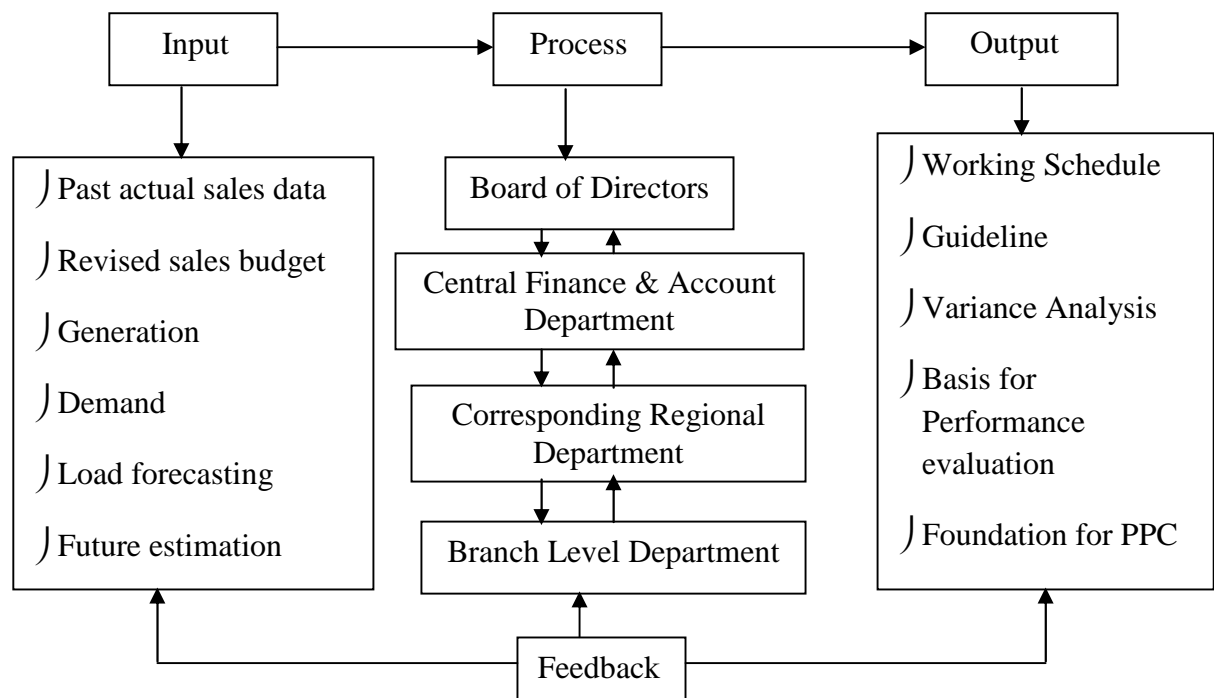 Input
Process
Output
Past actual sales data
Revised sales budget
Generation
Demand
Load forecasting
Future estimation
Board of Directors
Central Finance & Account
Department
Corresponding Regional
Department
Branch Level Department
Working Schedule
Guideline
Variance Analysis
Basis for
Performance
evaluation
Foundation for PPC
Feedback